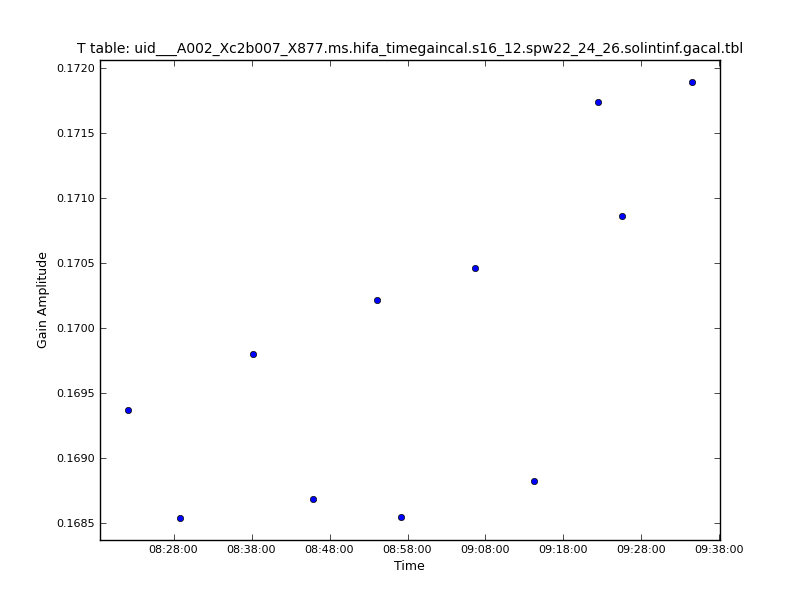 T table: uid___A002_Xc2b007_X877.ms.hifa_timegaincal.s16_12.spw22_24_26.solintinf.gacal.tbl
0.1720
0.1715
0.1710
0.1705
0.1700
0.1695
0.1690
0.1685
Gain Amplitude
08:28:00 08:38:00 08:48:00 08:58:00 09:08:00 09:18:00 09:28:00 09:38:00
Time